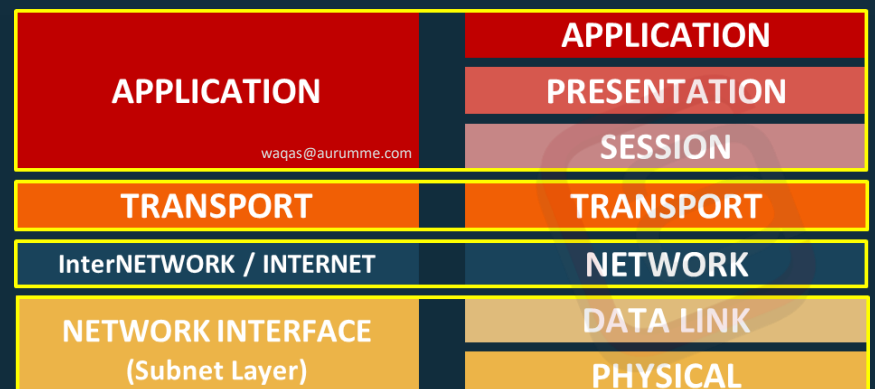 APPLICATION
waqas@aurumme.com
TRANSPORT
InterNETWORK / INTERNET
NETWORK INTERFACE
(Subnet Layer)
APPLICATION
PRESENTATION
SESSION
TRANSPORT
NETWORK
DATA LINK
PHYSICAL